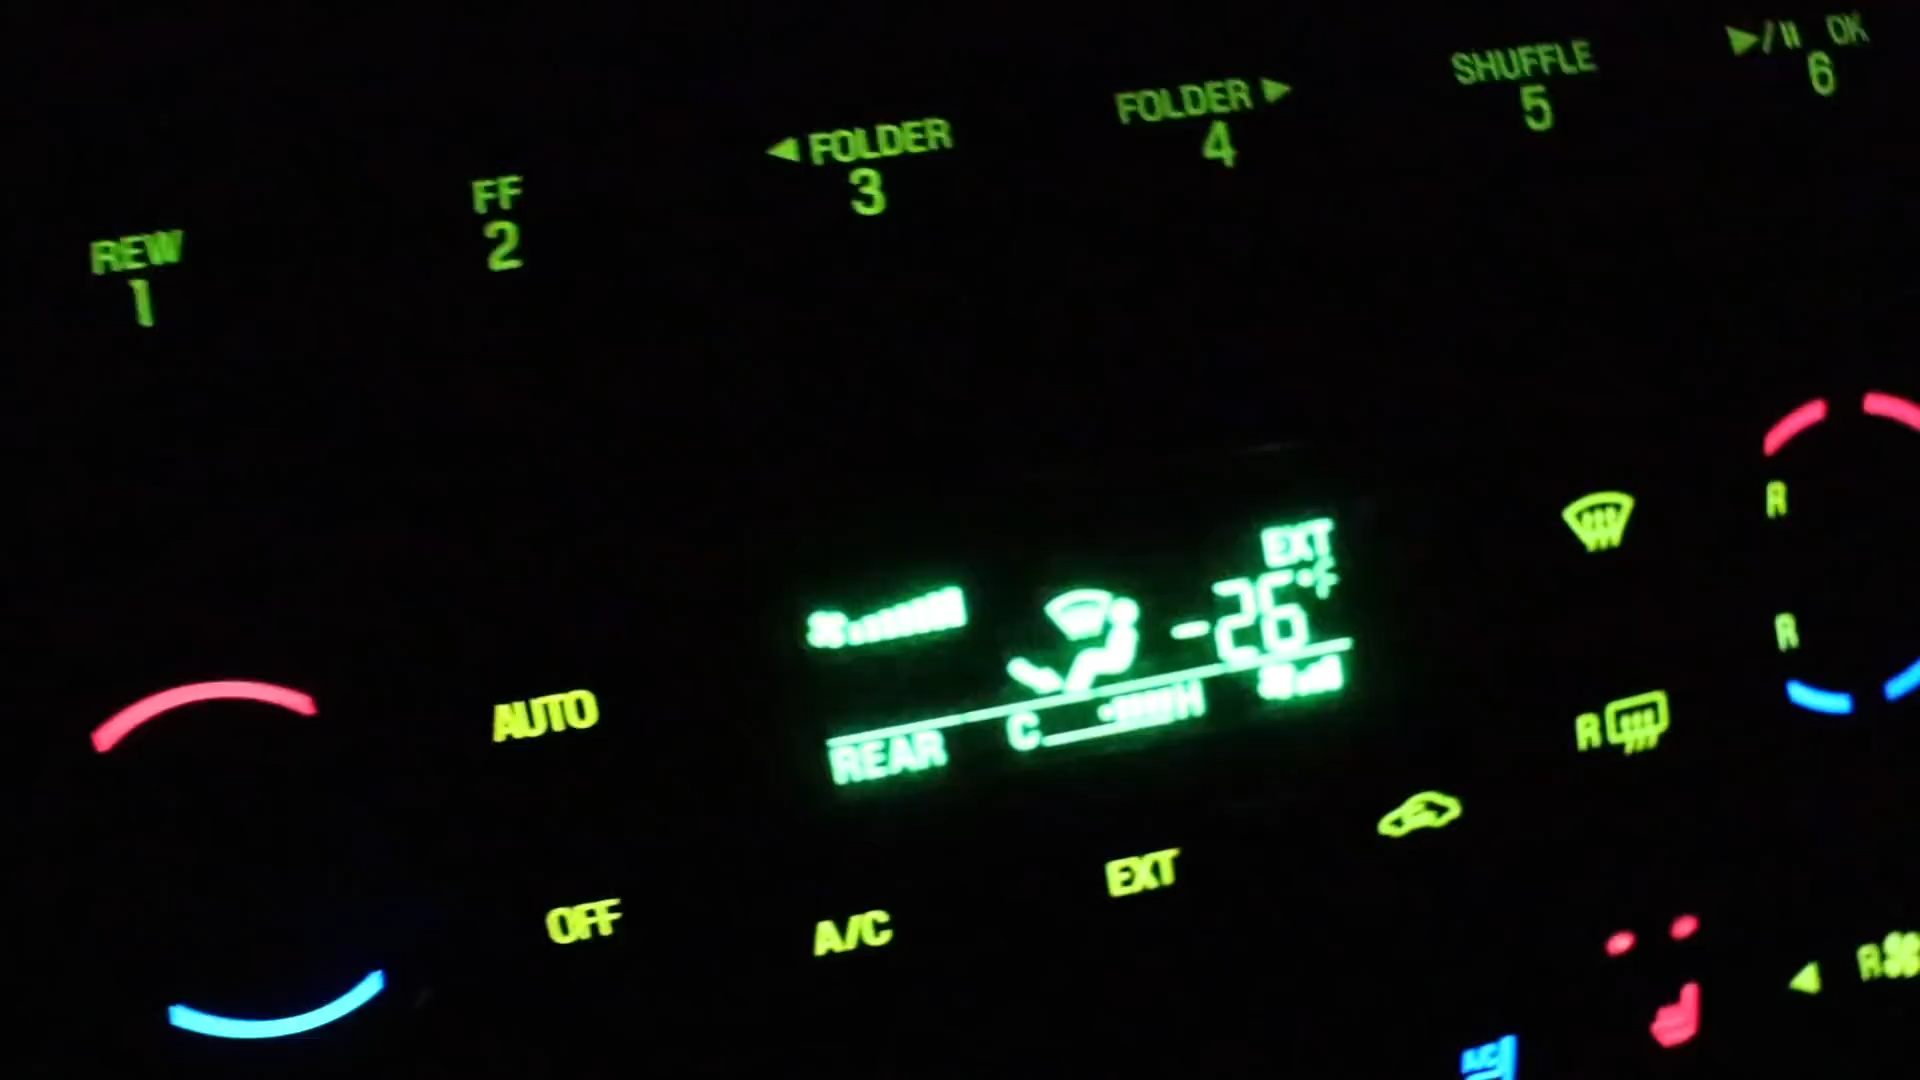 REW
1
FF
2
◀ FOLDER
3
FOLDER ▶
4
SHUFFLE
5
▶/II OK
6
EXT
-26°F
REAR C H
R
R
AUTO
R
OFF
A/C
EXT
R
A/C